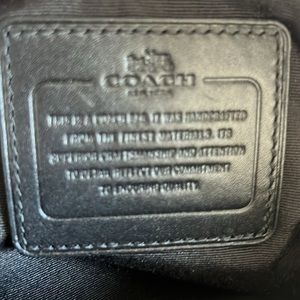 COACH
THIS IS A COACH BAG. IT WAS HANDCRAFTED
FROM THE FINEST MATERIALS. ITS
SUPERIOR CRAFTSMANSHIP AND ATTENTION
TO DETAIL REFLECT OUR COMMITMENT
TO ENDURING QUALITY.